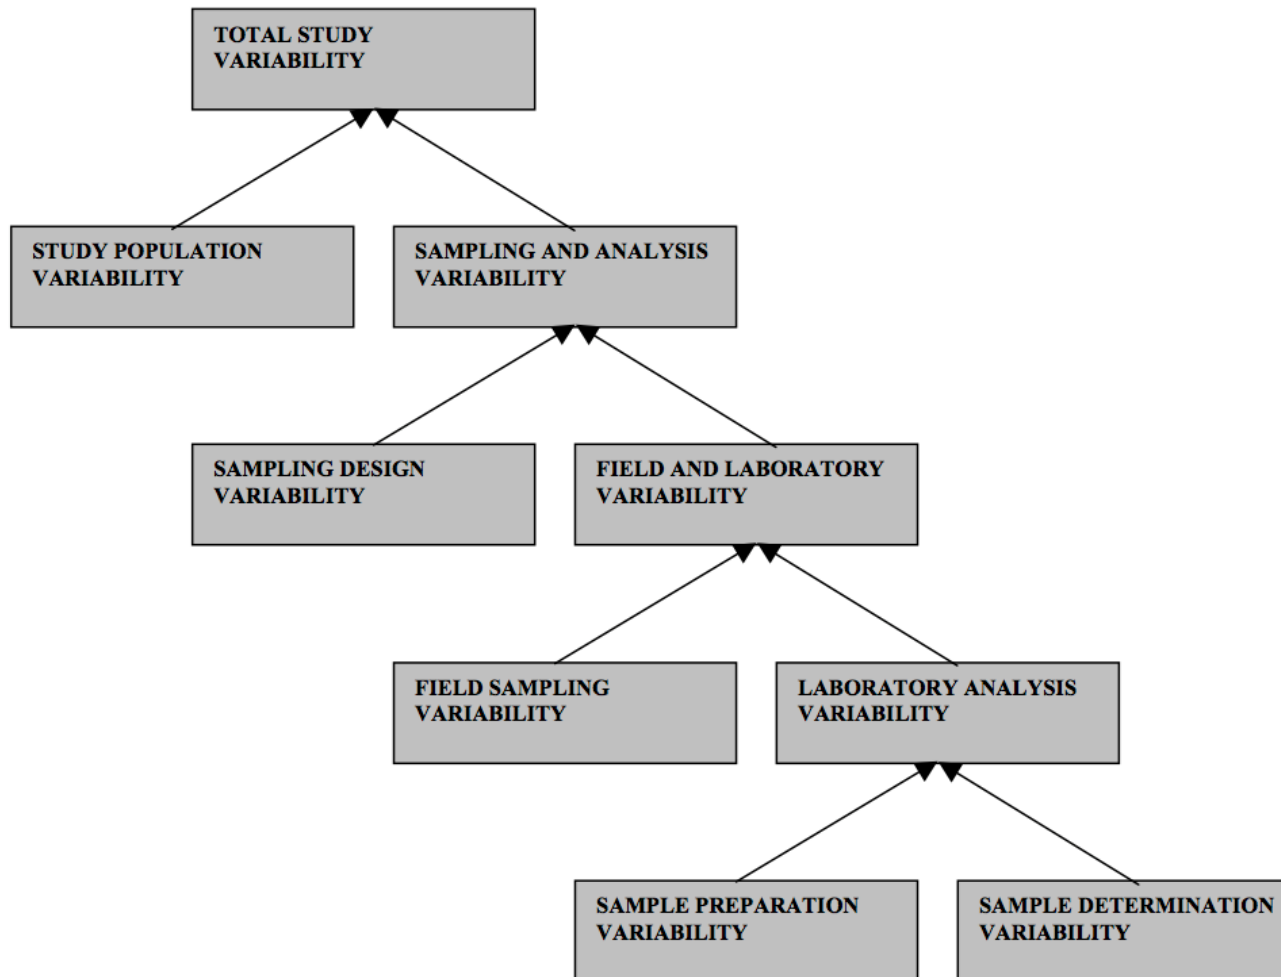 TOTAL STUDY
VARIABILITY
STUDY POPULATION
VARIABILITY
SAMPLING AND ANALYSIS
VARIABILITY
SAMPLING DESIGN
VARIABILITY
FIELD AND LABORATORY
VARIABILITY
FIELD SAMPLING
VARIABILITY
LABORATORY ANALYSIS
VARIABILITY
SAMPLE PREPARATION
VARIABILITY
SAMPLE DETERMINATION
VARIABILITY